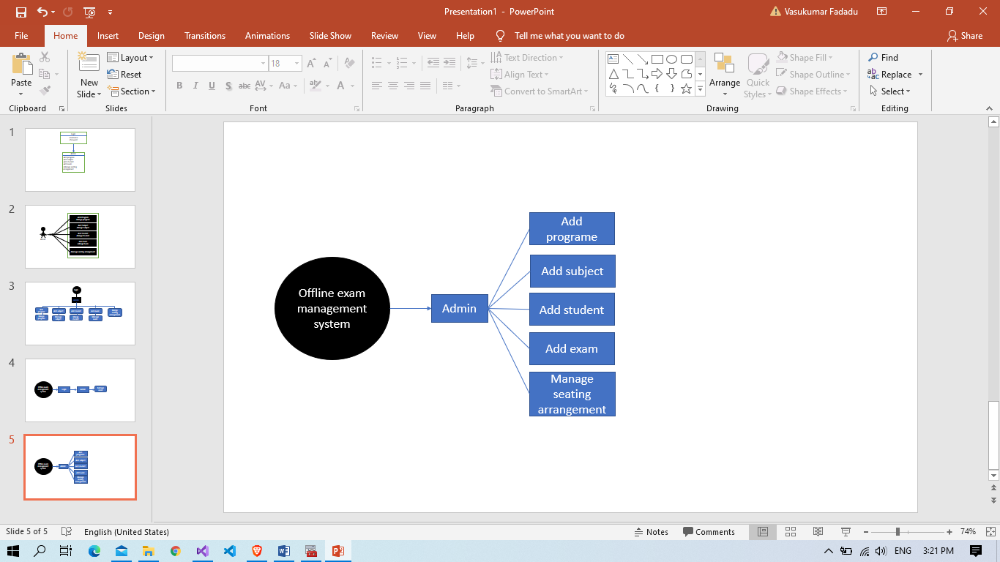 Presentation1 - PowerPoint
Vasukumar Fadadu
File Home Insert Design Transitions Animations Slide Show Review View Help Tell me what you want to do Share
Paste
Clipboard
New Slide
Layout
Reset
Section
Slides
18
B I U S abc AV Aa A
Font
Text Direction
Align Text
Convert to SmartArt
Paragraph
Arrange
Quick Styles
Shape Fill
Shape Outline
Shape Effects
Drawing
Find
Replace
Select
Editing
1
2
3
4
5
Offline exam
management
system
Admin
Add
programe
Add subject
Add student
Add exam
Manage
seating
arrangement
Slide 5 of 5 English (United States) Notes Comments 74%
ENG 3:21 PM